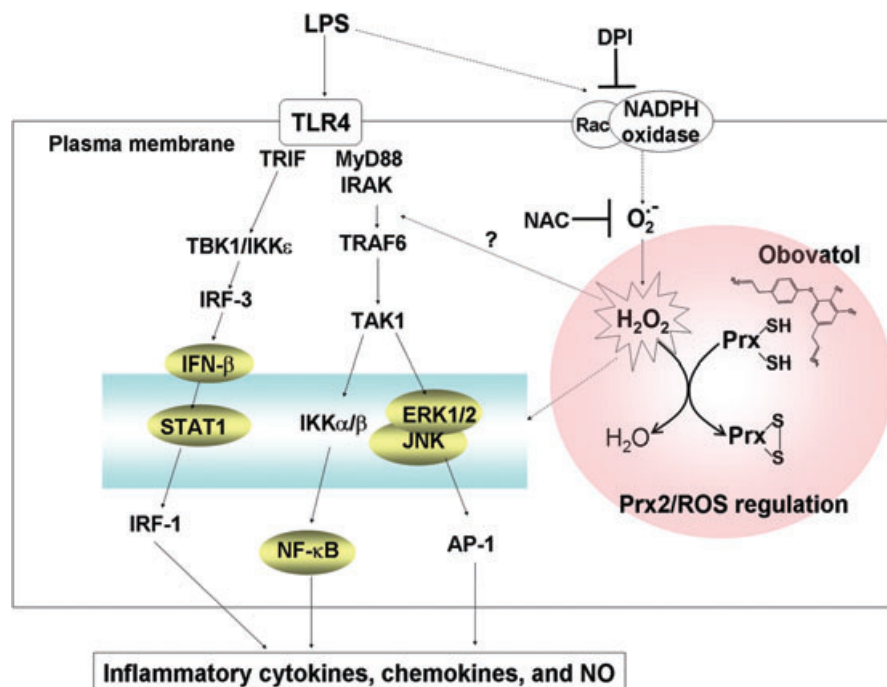 LPS
DPI
TLR4
Rac
NADPH
oxidase
Plasma membrane
TRIF
MyD88
IRAK
NAC
O₂·⁻
TBK1/IKKε
TRAF6
?
Obovatol
IRF-3
TAK1
H₂O₂
Prx
SH
SH
IFN-β
STAT1
IKKα/β
ERK1/2
JNK
H₂O
Prx
S
S
Prx2/ROS regulation
IRF-1
NF-κB
AP-1
Inflammatory cytokines, chemokines, and NO